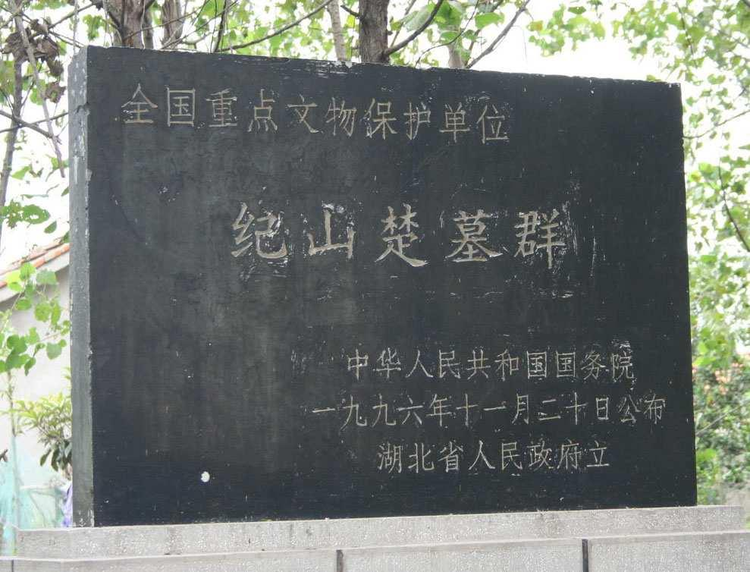 全国重点文物保护单位
纪山楚墓群
中华人民共和国国务院
一九九六年十一月二十日公布
湖北省人民政府立